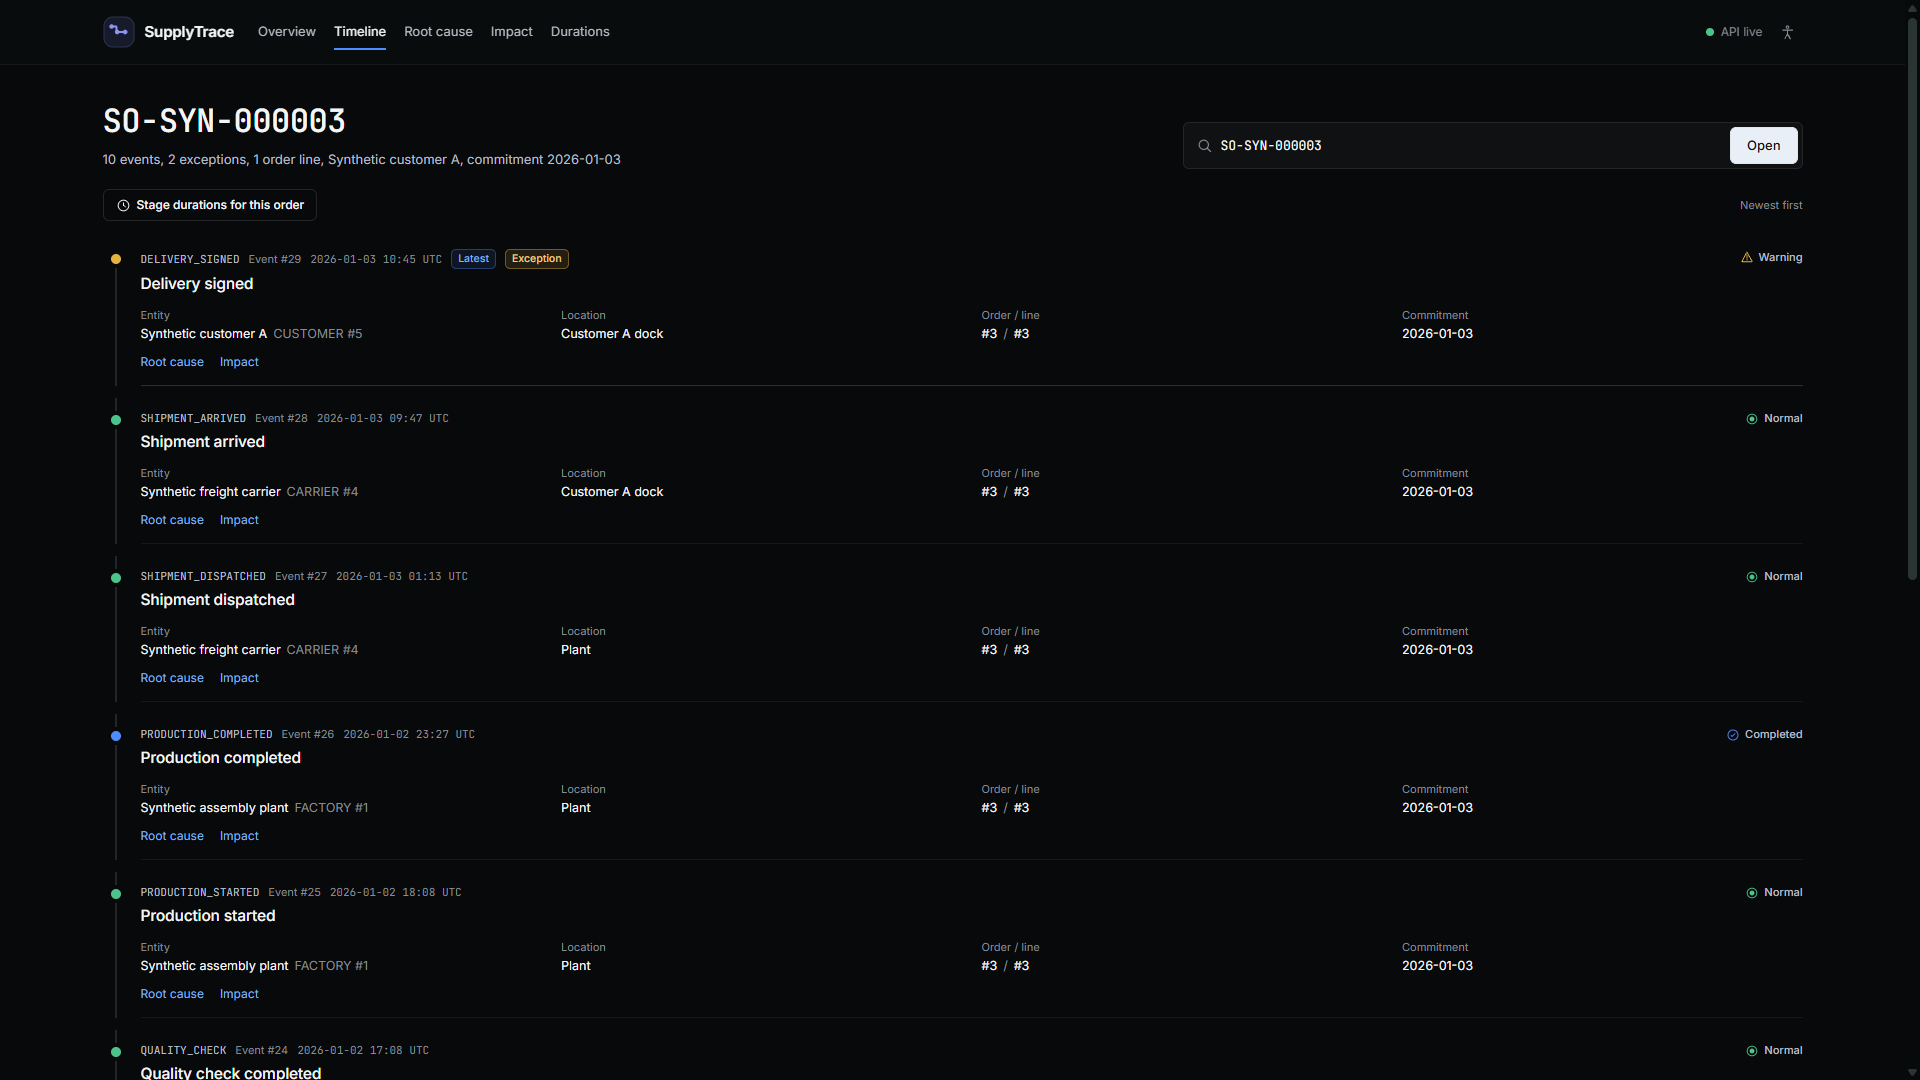 SupplyTrace Overview Timeline Root cause Impact Durations API live
SO-SYN-000003
10 events, 2 exceptions, 1 order line, Synthetic customer A, commitment 2026-01-03
SO-SYN-000003 Open
Stage durations for this order Newest first
DELIVERY_SIGNED Event #29 2026-01-03 10:45 UTC Latest Exception Warning
Delivery signed
Entity Location Order / line Commitment
Synthetic customer A CUSTOMER #5 Customer A dock #3 / #3 2026-01-03
Root cause Impact
SHIPMENT_ARRIVED Event #28 2026-01-03 09:47 UTC Normal
Shipment arrived
Entity Location Order / line Commitment
Synthetic freight carrier CARRIER #4 Customer A dock #3 / #3 2026-01-03
Root cause Impact
SHIPMENT_DISPATCHED Event #27 2026-01-03 01:13 UTC Normal
Shipment dispatched
Entity Location Order / line Commitment
Synthetic freight carrier CARRIER #4 Plant #3 / #3 2026-01-03
Root cause Impact
PRODUCTION_COMPLETED Event #26 2026-01-02 23:27 UTC Completed
Production completed
Entity Location Order / line Commitment
Synthetic assembly plant FACTORY #1 Plant #3 / #3 2026-01-03
Root cause Impact
PRODUCTION_STARTED Event #25 2026-01-02 18:08 UTC Normal
Production started
Entity Location Order / line Commitment
Synthetic assembly plant FACTORY #1 Plant #3 / #3 2026-01-03
Root cause Impact
QUALITY_CHECK Event #24 2026-01-02 17:08 UTC Normal
Quality check completed